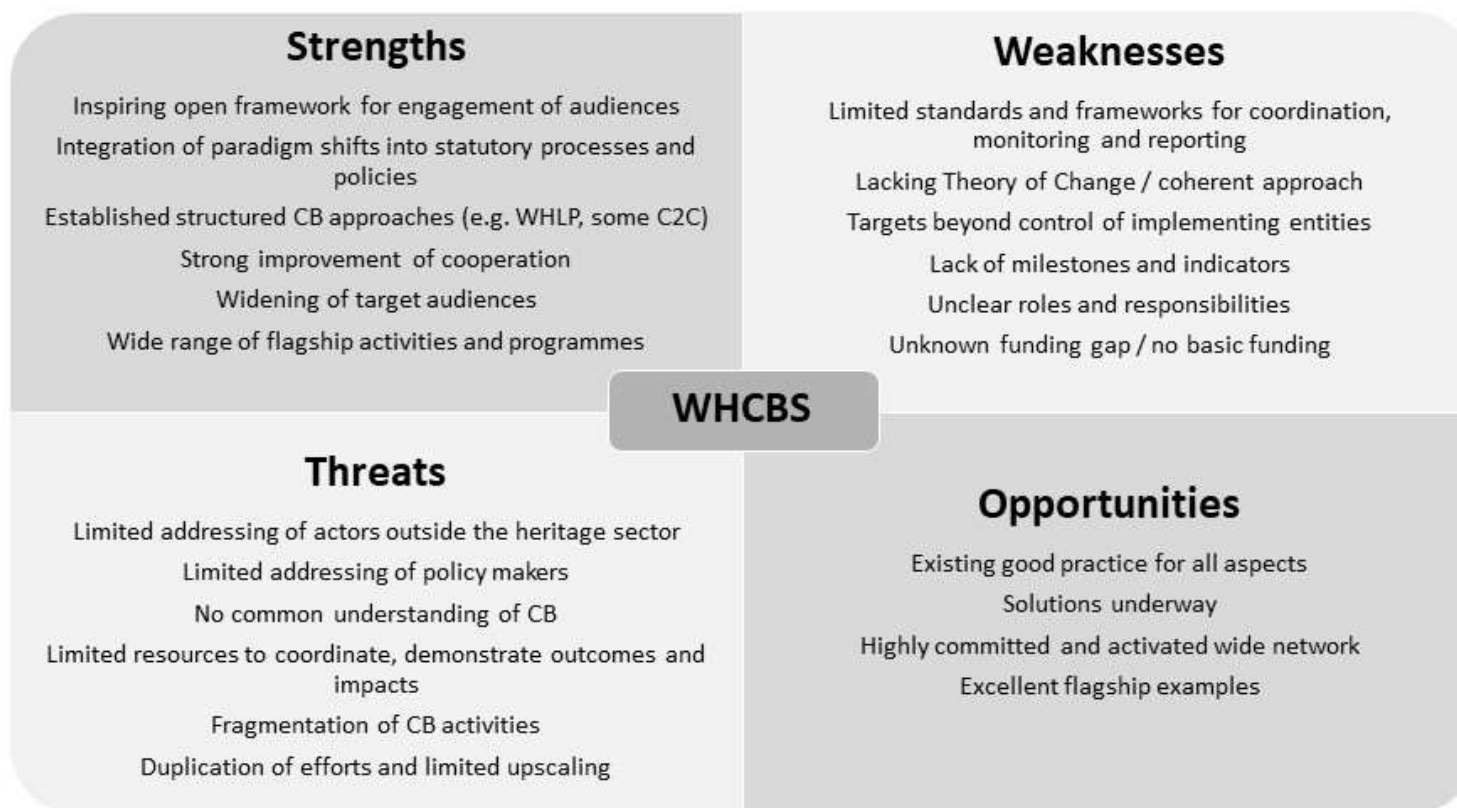 Strengths
Inspiring open framework for engagement of audiences
Integration of paradigm shifts into statutory processes and
policies
Established structured CB approaches (e.g. WHLP, some C2C)
Strong improvement of cooperation
Widening of target audiences
Wide range of flagship activities and programmes
Weaknesses
Limited standards and frameworks for coordination,
monitoring and reporting
Lacking Theory of Change / coherent approach
Targets beyond control of implementing entities
Lack of milestones and indicators
Unclear roles and responsibilities
Unknown funding gap / no basic funding
WHCBS
Threats
Limited addressing of actors outside the heritage sector
Limited addressing of policy makers
No common understanding of CB
Limited resources to coordinate, demonstrate outcomes and
impacts
Fragmentation of CB activities
Duplication of efforts and limited upscaling
Opportunities
Existing good practice for all aspects
Solutions underway
Highly committed and activated wide network
Excellent flagship examples